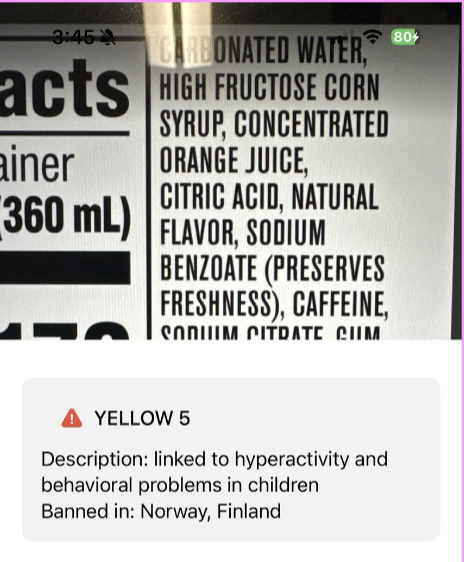 3:45
80
acts
ainer
(360 mL)
CARBONATED WATER,
HIGH FRUCTOSE CORN
SYRUP, CONCENTRATED
ORANGE JUICE,
CITRIC ACID, NATURAL
FLAVOR, SODIUM
BENZOATE (PRESERVES
FRESHNESS), CAFFEINE,
SODIUM CITRATE, GUM
YELLOW 5
Description: linked to hyperactivity and
behavioral problems in children
Banned in: Norway, Finland